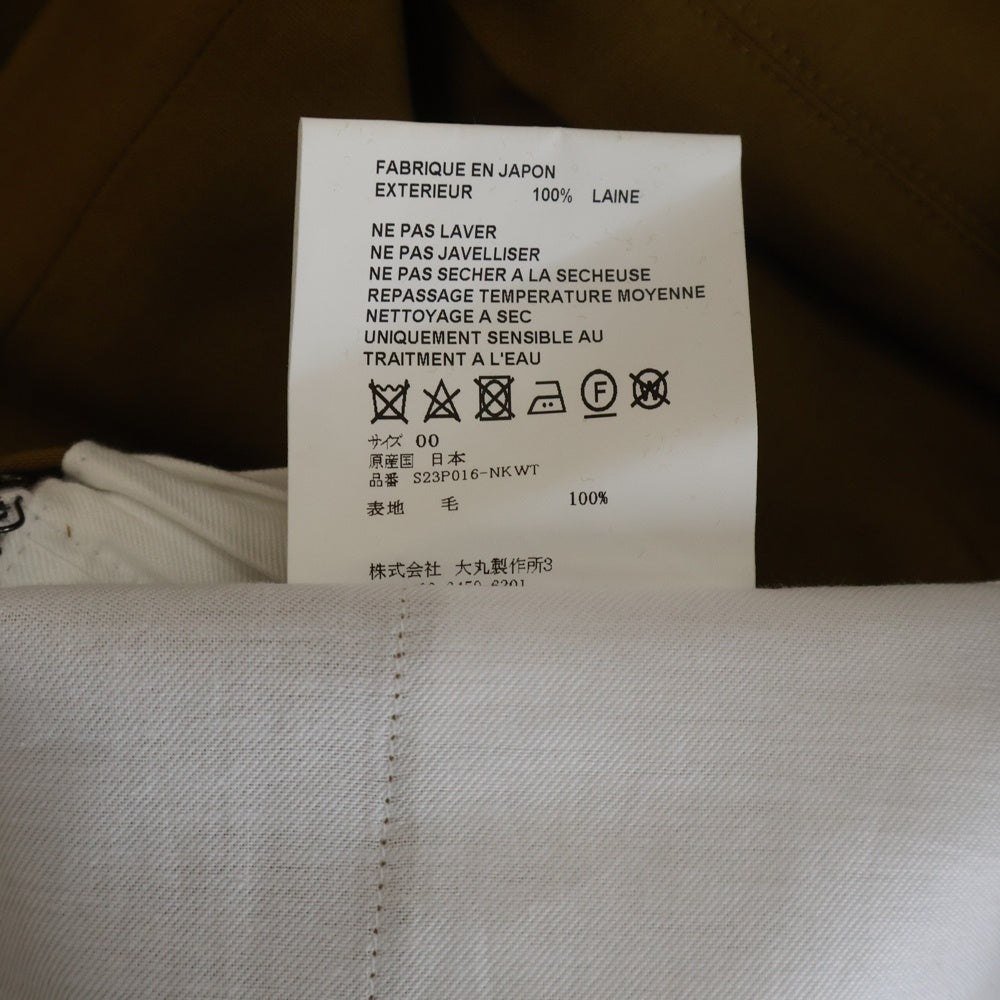 FABRIQUE EN JAPON
EXTERIEUR 100% LAINE
NE PAS LAVER
NE PAS JAVELLISER
NE PAS SECHER A LA SECHEUSE
REPASSAGE TEMPERATURE MOYENNE
NETTOYAGE A SEC
UNIQUEMENT SENSIBLE AU
TRAITMENT A L'EAU
F W
サイズ 00
原産国 日本
品番 S23P016-NKWT
表地 毛 100%
株式会社 大丸製作所3